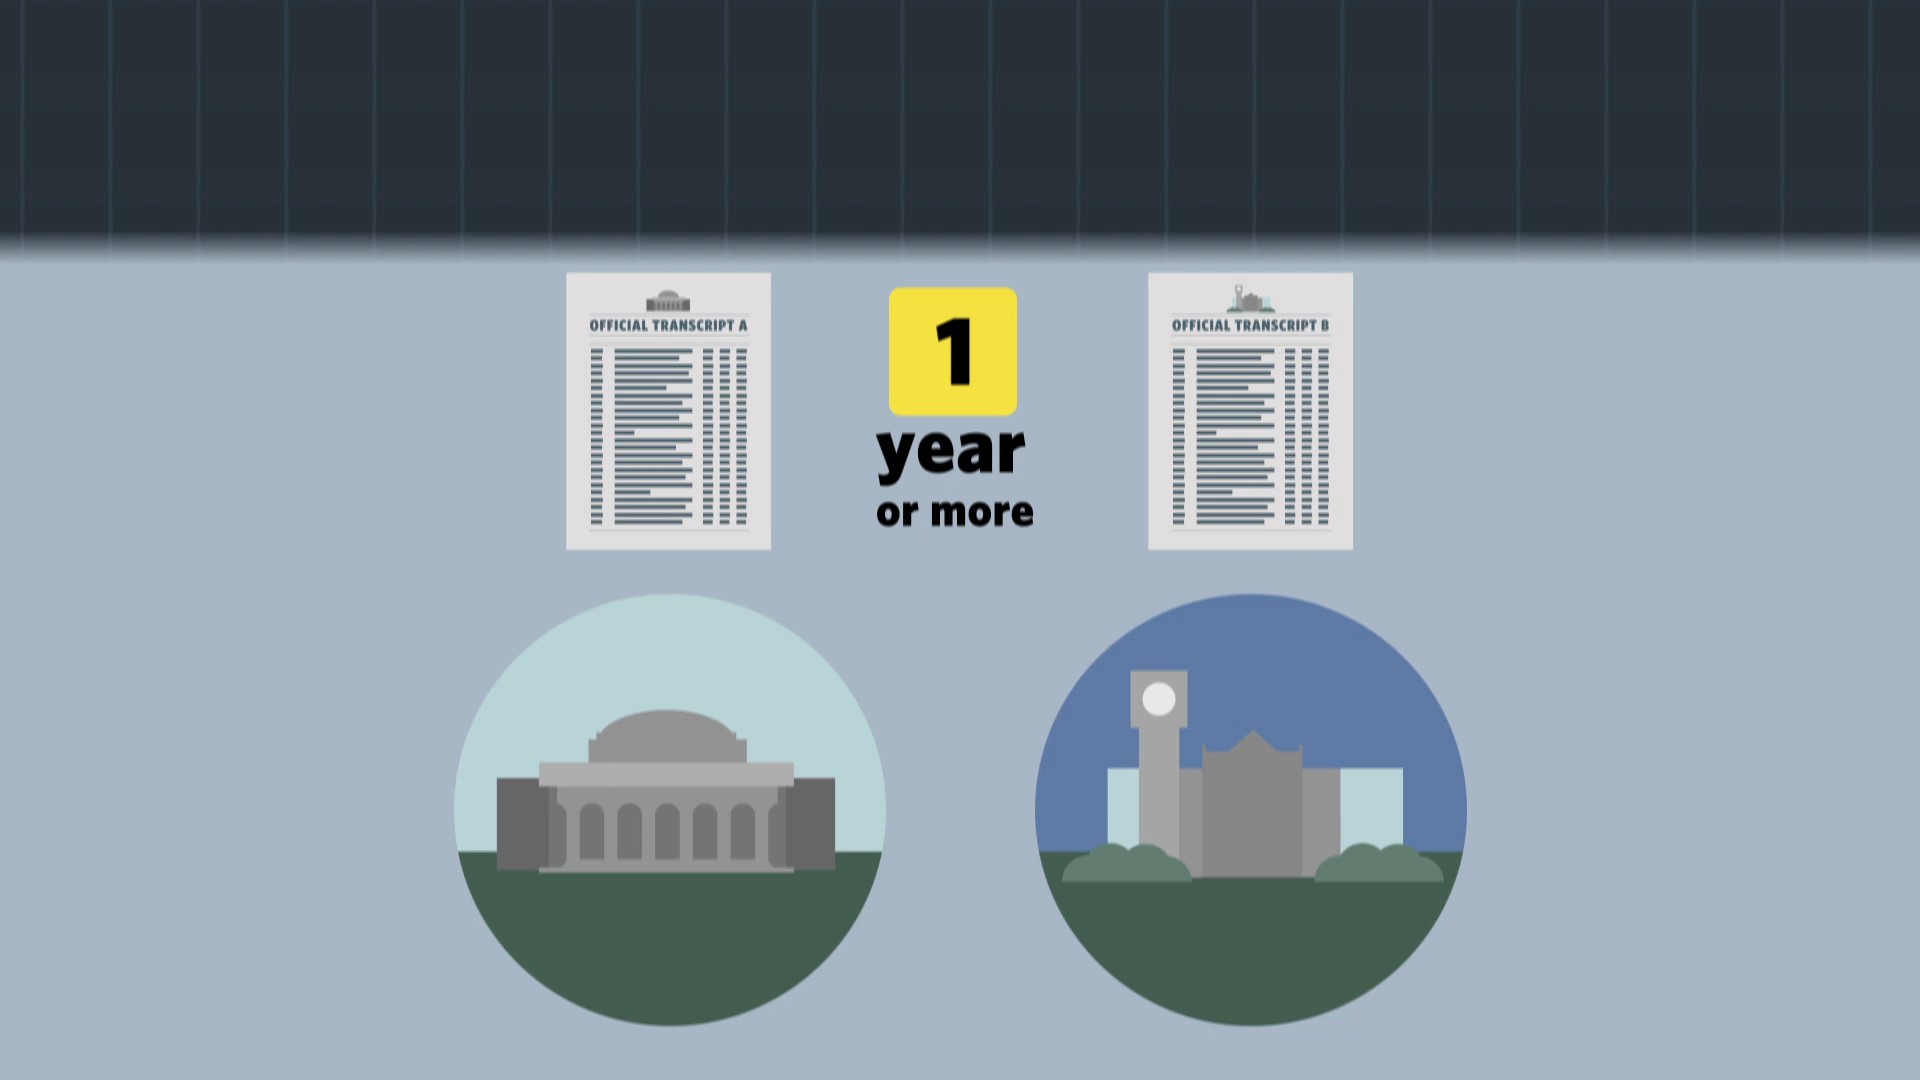 OFFICIAL TRANSCRIPT A
1
year
or more
OFFICIAL TRANSCRIPT B